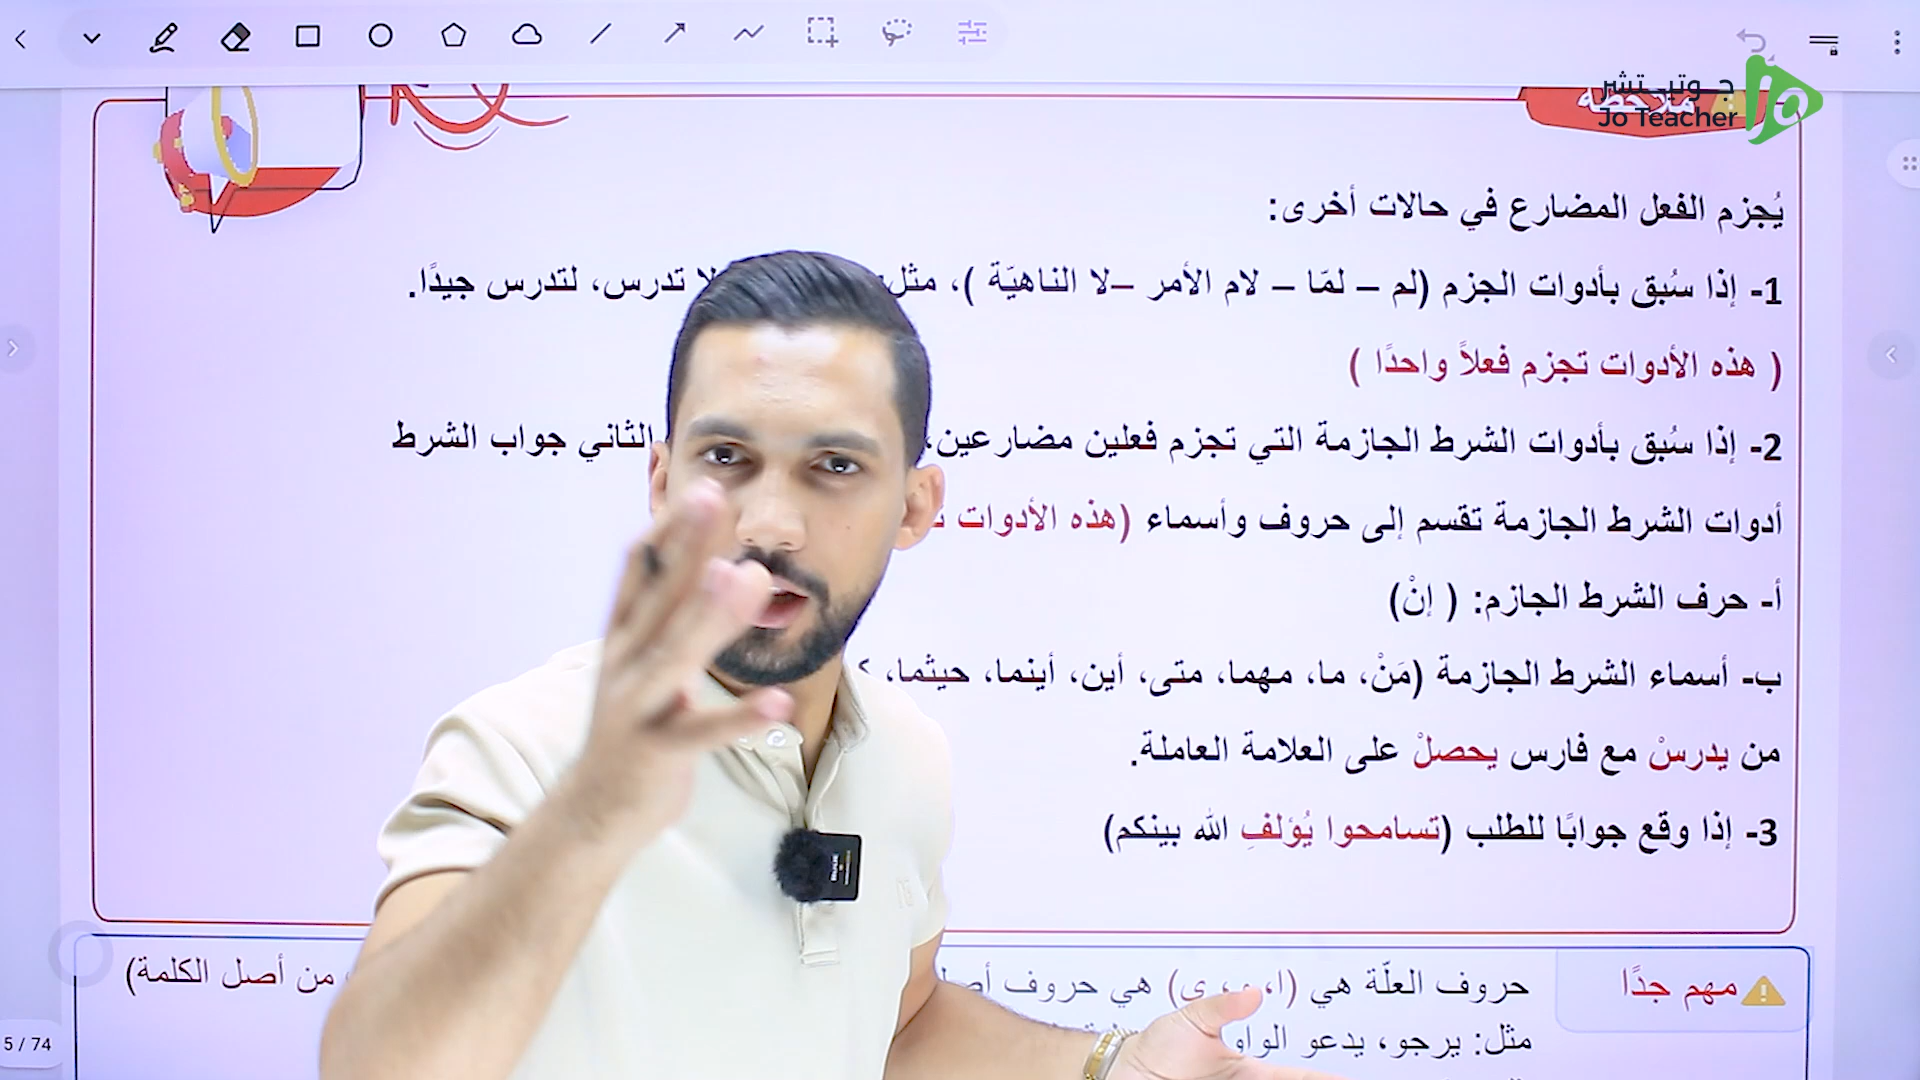 جـوتيـتشر
Jo Teacher
ملاحظة
يُجزم الفعل المضارع في حالات أخرى:
1- إذا سُبق بأدوات الجزم (لم – لمّا – لام الأمر –لا الناهيّة )، مثل: لا تدرس، لتدرس جيدًا.
( هذه الأدوات تجزم فعلاً واحدًا )
2- إذا سُبق بأدوات الشرط الجازمة التي تجزم فعلين مضارعين، الثاني جواب الشرط
أدوات الشرط الجازمة تقسم إلى حروف وأسماء (هذه الأدوات
أ- حرف الشرط الجازم: ( إنْ)
ب- أسماء الشرط الجازمة (مَنْ، ما، مهما، متى، أين، أينما، حيثما،
من يدرسْ مع فارس يحصلْ على العلامة العاملة.
3- إذا وقع جوابًا للطلب (تسامحوا يُؤلفِ الله بينكم)
مهم جدًا
حروف العلّة هي (ا، و، ي) هي حروف من أصل الكلمة)
مثل: يرجو، يدعو الواو
5 / 74